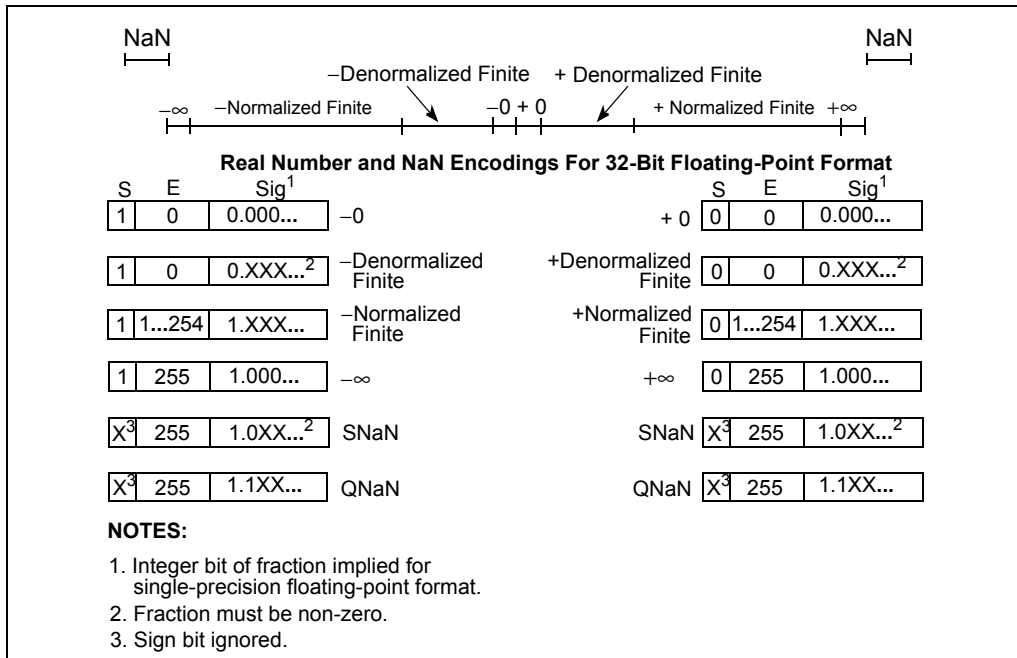 NaN NaN
−Denormalized Finite + Denormalized Finite
−∞ −Normalized Finite −0 + 0 + Normalized Finite +∞
Real Number and NaN Encodings For 32-Bit Floating-Point Format
S E Sig1 S E Sig1
1 0 0.000... −0 + 0 0 0 0.000...
1 0 0.XXX...2 −Denormalized Finite +Denormalized Finite 0 0 0.XXX...2
1 1...254 1.XXX... −Normalized Finite +Normalized Finite 0 1...254 1.XXX...
1 255 1.000... −∞ +∞ 0 255 1.000...
X3 255 1.0XX...2 SNaN SNaN X3 255 1.0XX...2
X3 255 1.1XX... QNaN QNaN X3 255 1.1XX...
NOTES:
1. Integer bit of fraction implied for
single-precision floating-point format.
2. Fraction must be non-zero.
3. Sign bit ignored.